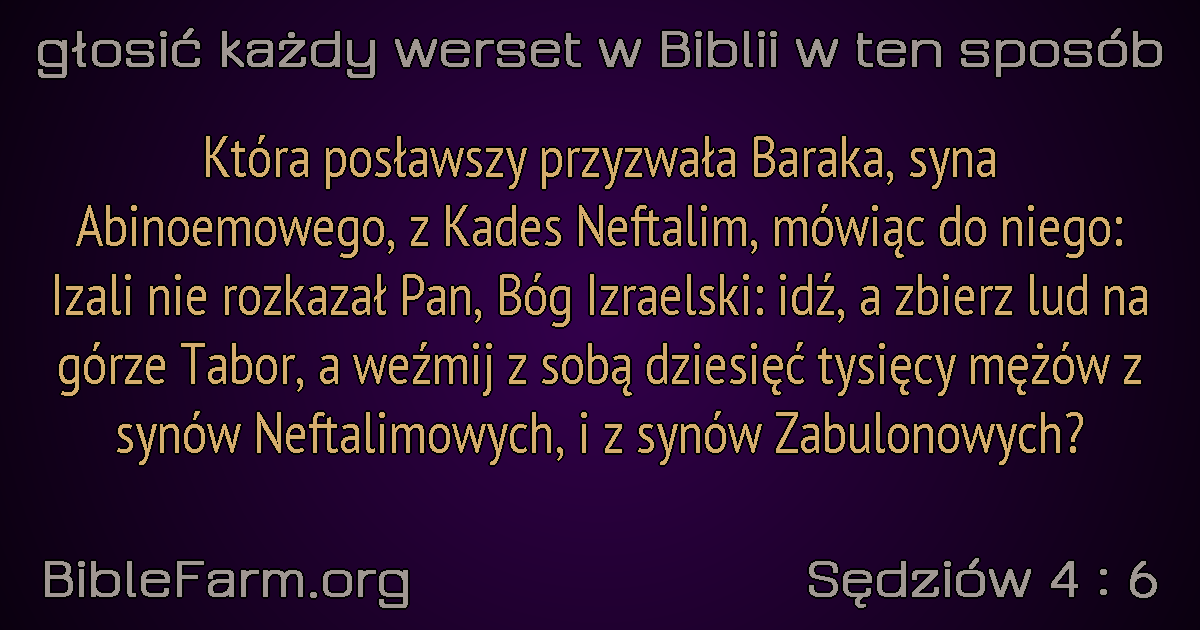 głosić każdy werset w Biblii w ten sposób
Która posławszy przyzwała Baraka, syna
Abinoemowego, z Kades Neftalim, mówiąc do niego:
Izali nie rozkazał Pan, Bóg Izraelski: idź, a zbierz lud na
górze Tabor, a weźmij z sobą dziesięć tysięcy mężów z
synów Neftalimowych, i z synów Zabulonowych?
BibleFarm.org
Sędziów 4 : 6